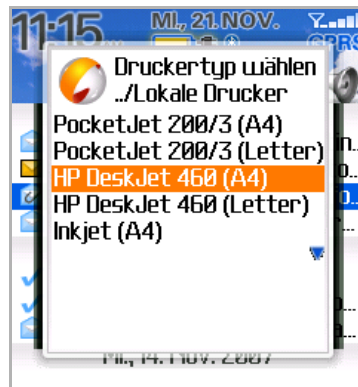 11:15
MI., 21. NOV.
GPRS
Druckertyp wählen
../Lokale Drucker
PocketJet 200/3 (A4)
PocketJet 200/3 (Letter)
HP DeskJet 460 (A4)
HP DeskJet 460 (Letter)
Inkjet (A4)
MI., 14. NOV. 2007